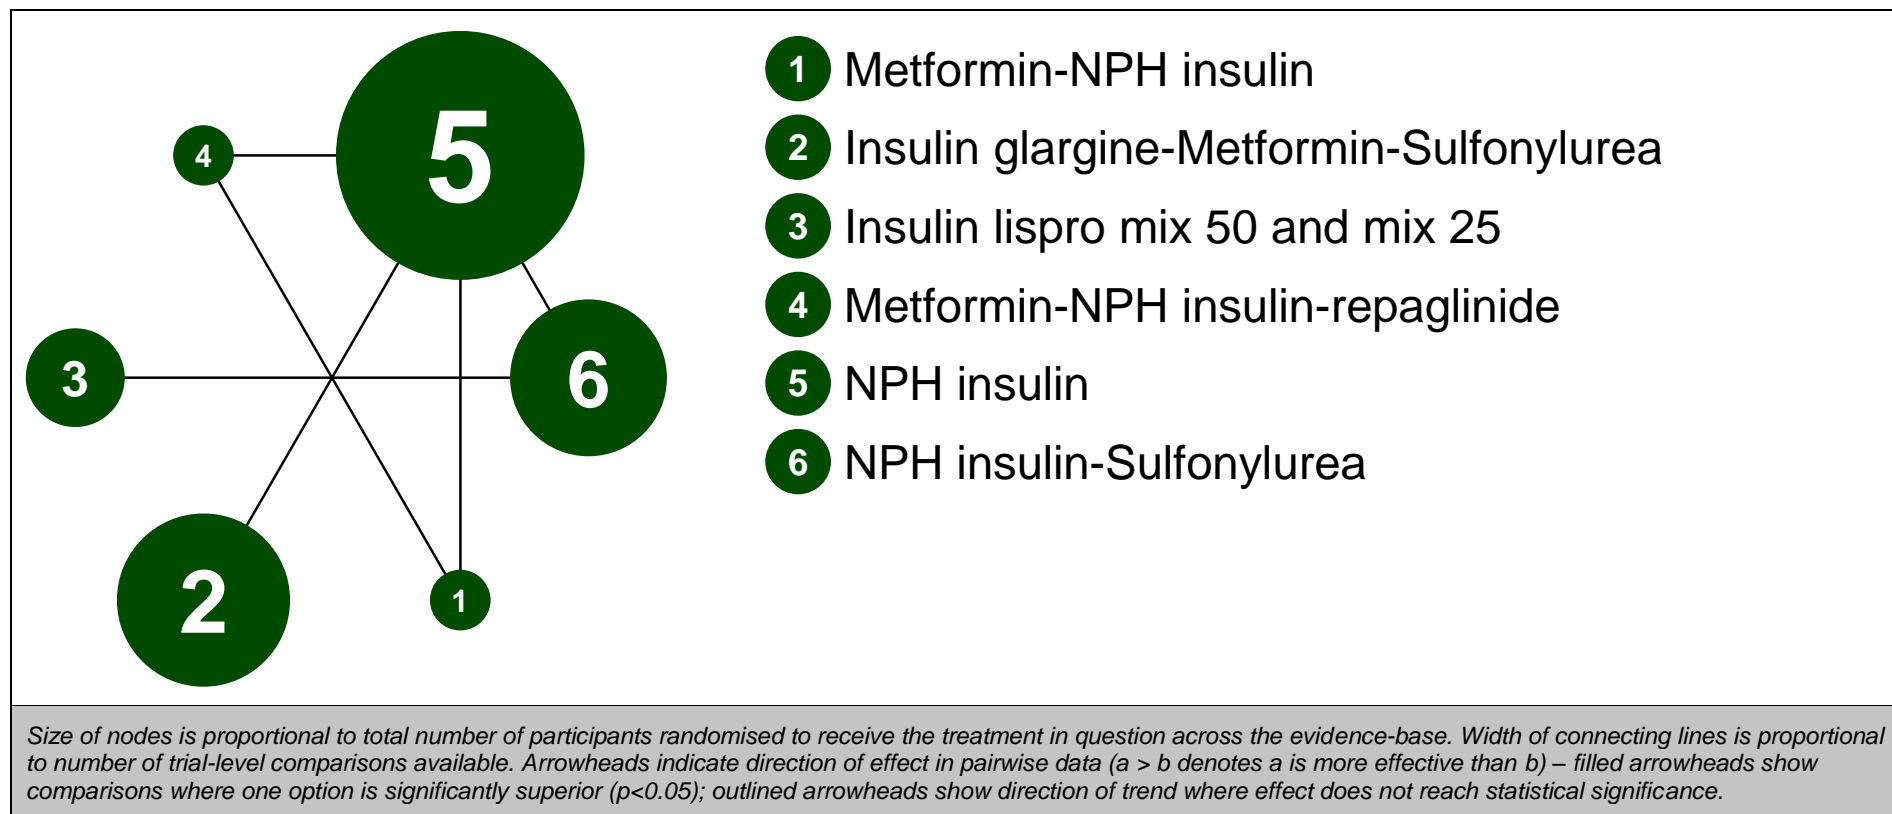 5
4
3
6
2
1
1 Metformin-NPH insulin
2 Insulin glargine-Metformin-Sulfonylurea
3 Insulin lispro mix 50 and mix 25
4 Metformin-NPH insulin-repaglinide
5 NPH insulin
6 NPH insulin-Sulfonylurea
Size of nodes is proportional to total number of participants randomised to receive the treatment in question across the evidence-base. Width of connecting lines is proportional
to number of trial-level comparisons available. Arrowheads indicate direction of effect in pairwise data (a > b denotes a is more effective than b) – filled arrowheads show
comparisons where one option is significantly superior (p<0.05); outlined arrowheads show direction of trend where effect does not reach statistical significance.